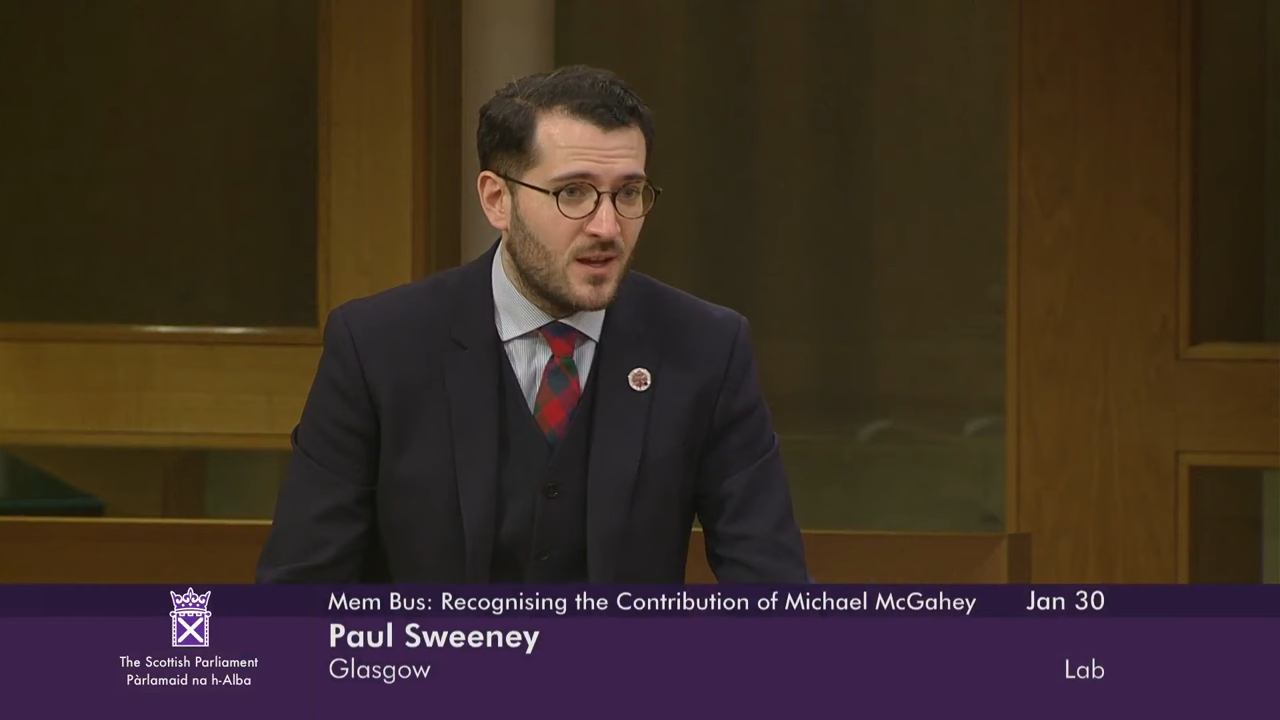 Mem Bus: Recognising the Contribution of Michael McGahey Jan 30
Paul Sweeney
Glasgow Lab
The Scottish Parliament
Pàrlamaid na h-Alba